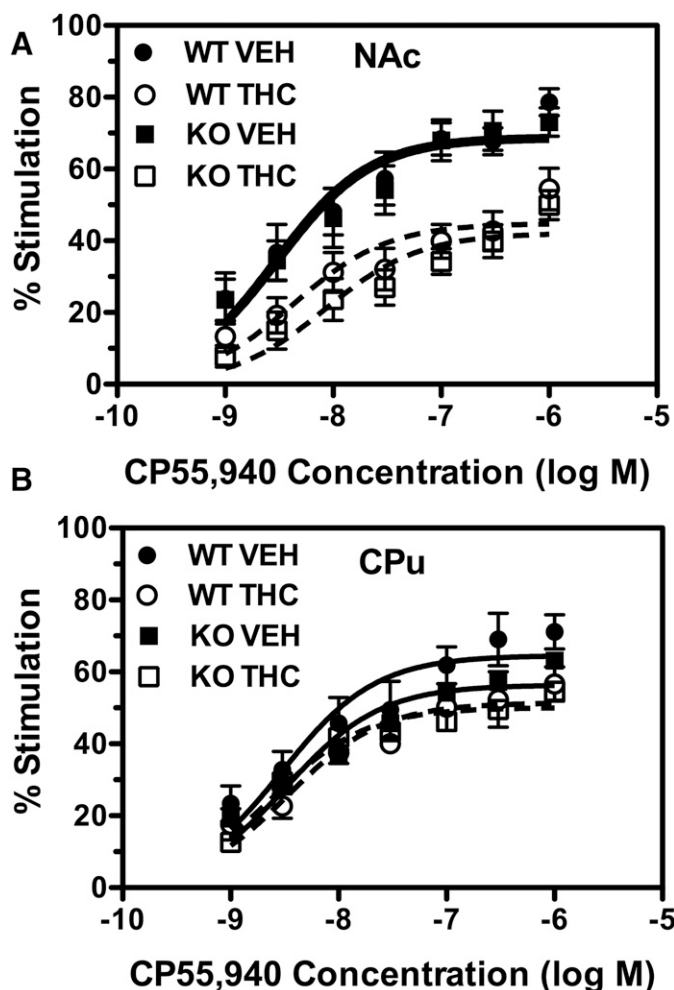 A
NAc
WT VEH
WT THC
KO VEH
KO THC
% Stimulation
100
80
60
40
20
0
-10 -9 -8 -7 -6 -5
CP55,940 Concentration (log M)
B
CPu
WT VEH
WT THC
KO VEH
KO THC
% Stimulation
100
80
60
40
20
0
-10 -9 -8 -7 -6 -5
CP55,940 Concentration (log M)